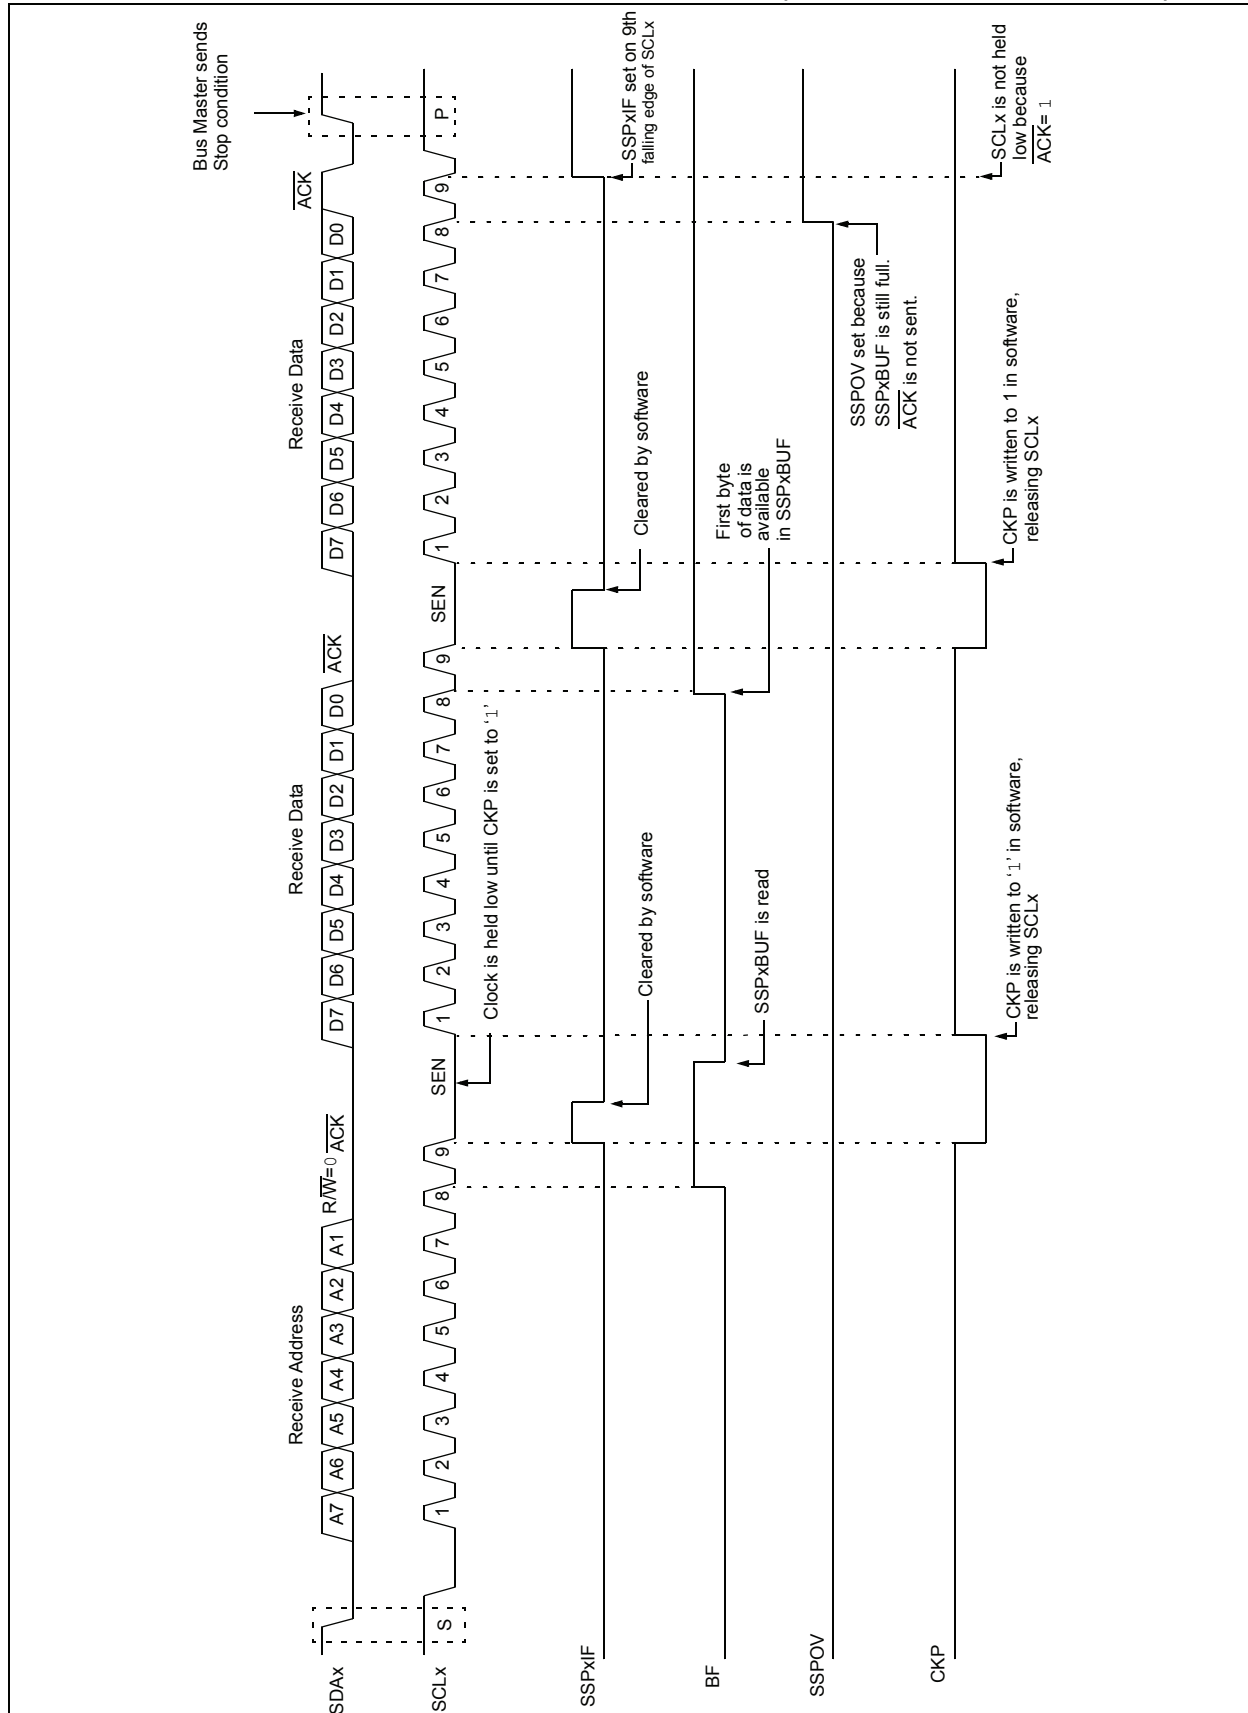 Bus Master sends
Stop condition
Receive Address
Receive Data
Receive Data
SDAx
A7 A6 A5 A4 A3 A2 A1 R/W=0 ACK D7 D6 D5 D4 D3 D2 D1 D0 ACK D7 D6 D5 D4 D3 D2 D1 D0 ACK
SCLx
S 1 2 3 4 5 6 7 8 9 SEN 1 2 3 4 5 6 7 8 9 SEN 1 2 3 4 5 6 7 8 9 P
Clock is held low until CKP is set to ‘1’
SSPxIF
Cleared by software
Cleared by software
SSPxIF set on 9th
falling edge of SCLx
BF
SSPxBUF is read
First byte
of data is
available
in SSPxBUF
SSPOV
SSPOV set because
SSPxBUF is still full.
ACK is not sent.
CKP
CKP is written to ‘1’ in software,
releasing SCLx
CKP is written to 1 in software,
releasing SCLx
SCLx is not held
low because
ACK= 1